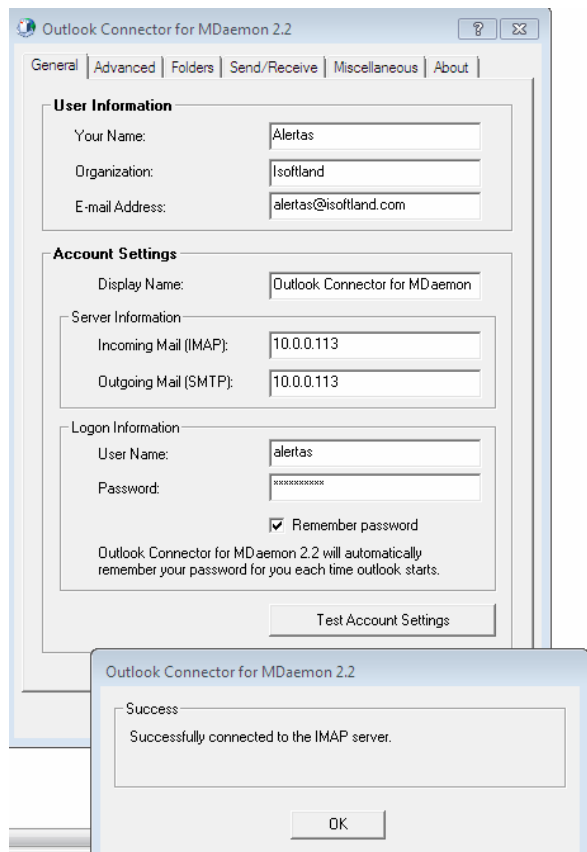 Outlook Connector for MDaemon 2.2
General Advanced Folders Send/Receive Miscellaneous About
User Information
Your Name: Alertas
Organization: Isoftland
E-mail Address: alertas@isoftland.com
Account Settings
Display Name: Outlook Connector for MDaemon
Server Information
Incoming Mail (IMAP): 10.0.0.113
Outgoing Mail (SMTP): 10.0.0.113
Logon Information
User Name: alertas
Password: **********
Remember password
Outlook Connector for MDaemon 2.2 will automatically
remember your password for you each time outlook starts.
Test Account Settings
Outlook Connector for MDaemon 2.2
Success
Successfully connected to the IMAP server.
OK